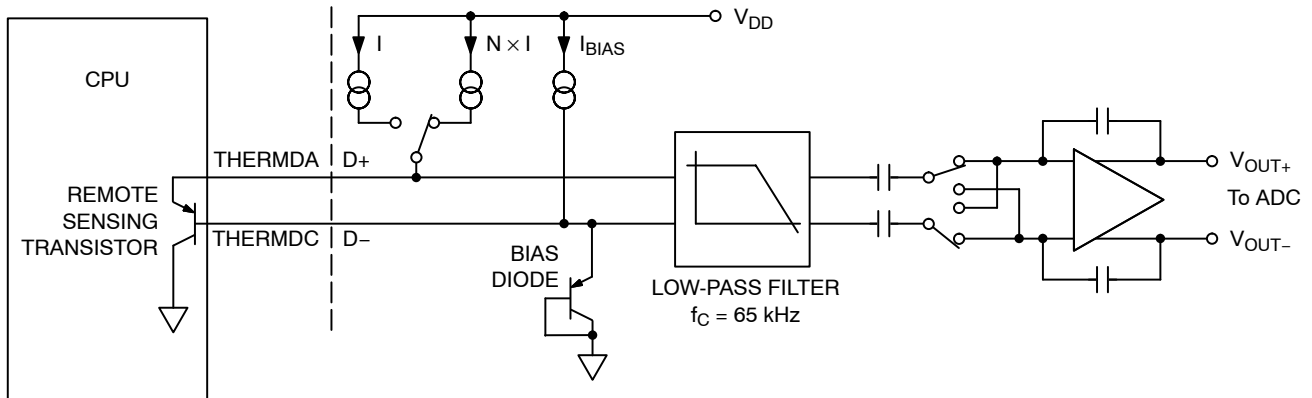 V_DD
I
N × I
I_BIAS
CPU
THERMDA
D+
REMOTE
SENSING
TRANSISTOR
THERMDC
D−
BIAS
DIODE
LOW-PASS FILTER
f_C = 65 kHz
V_OUT+
To ADC
V_OUT−